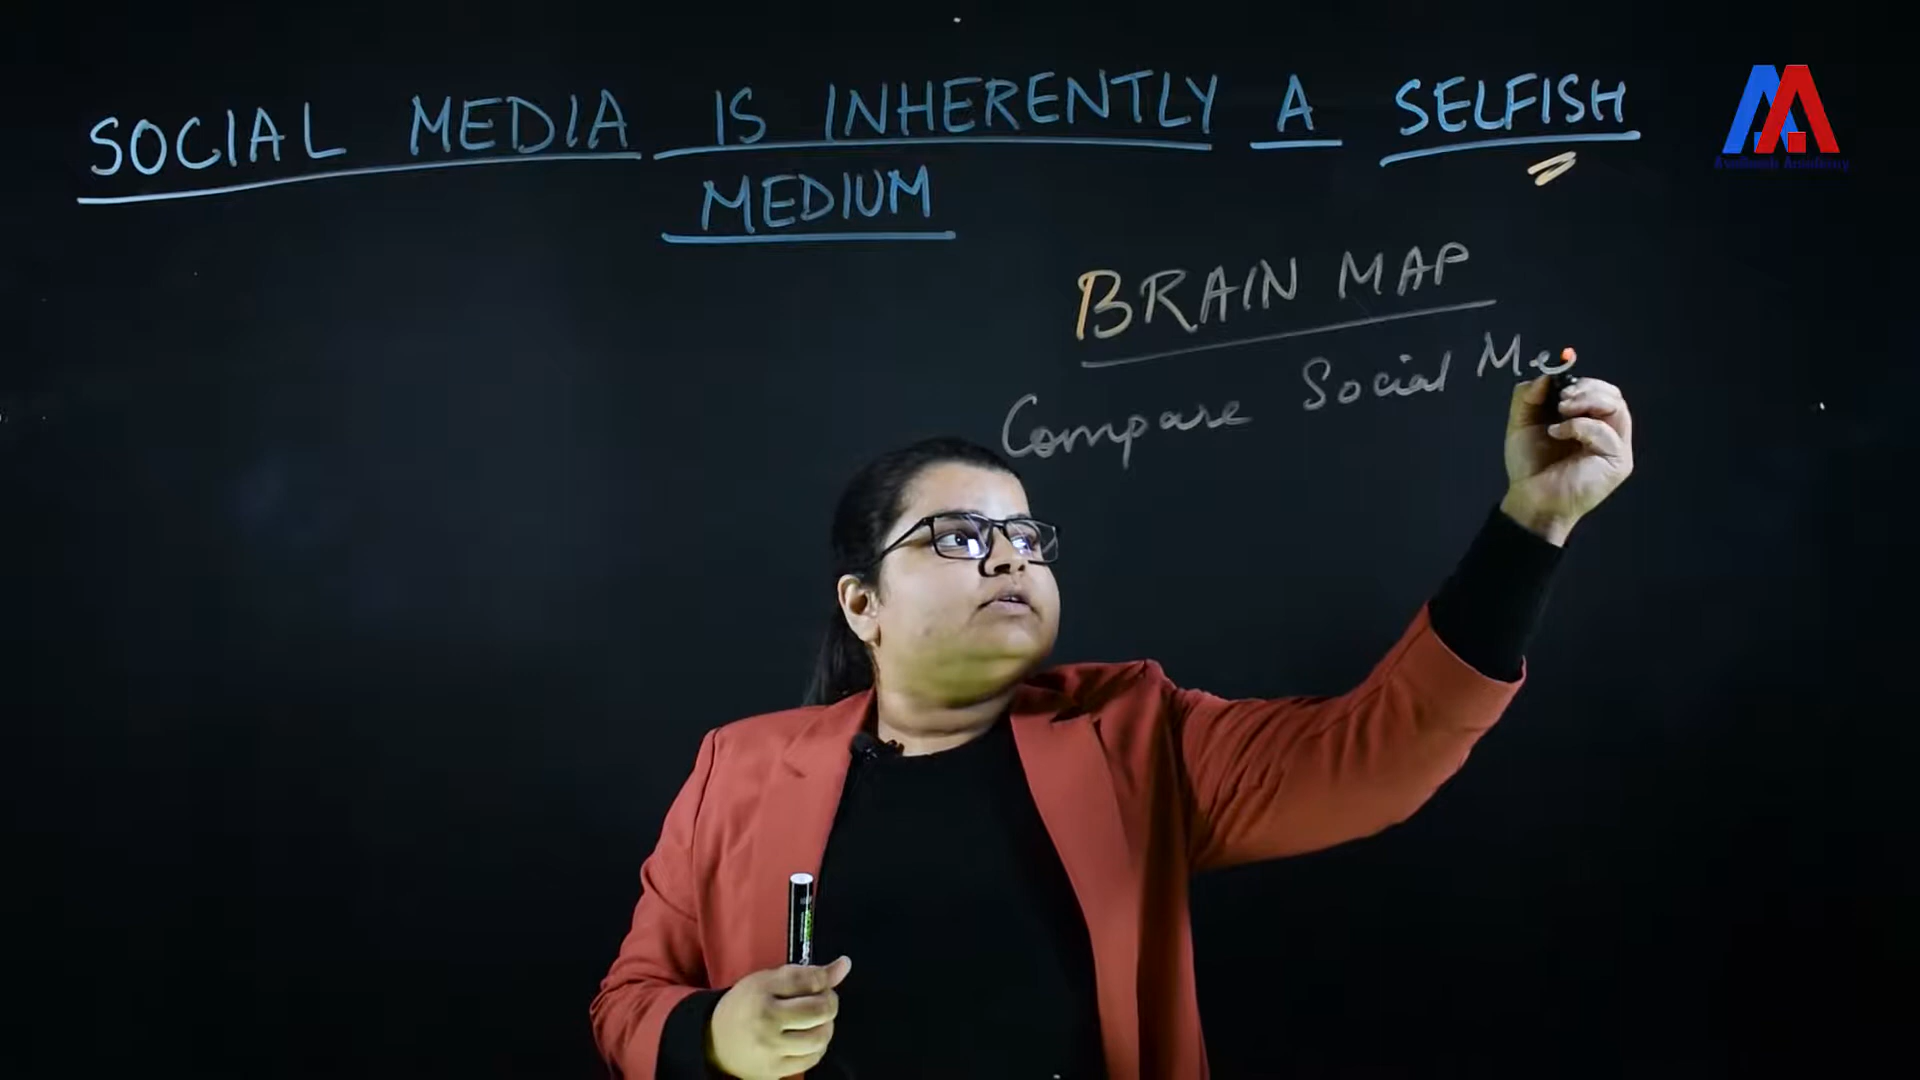 SOCIAL MEDIA IS INHERENTLY A SELFISH
MEDIUM
BRAIN MAP
Compare Social Me